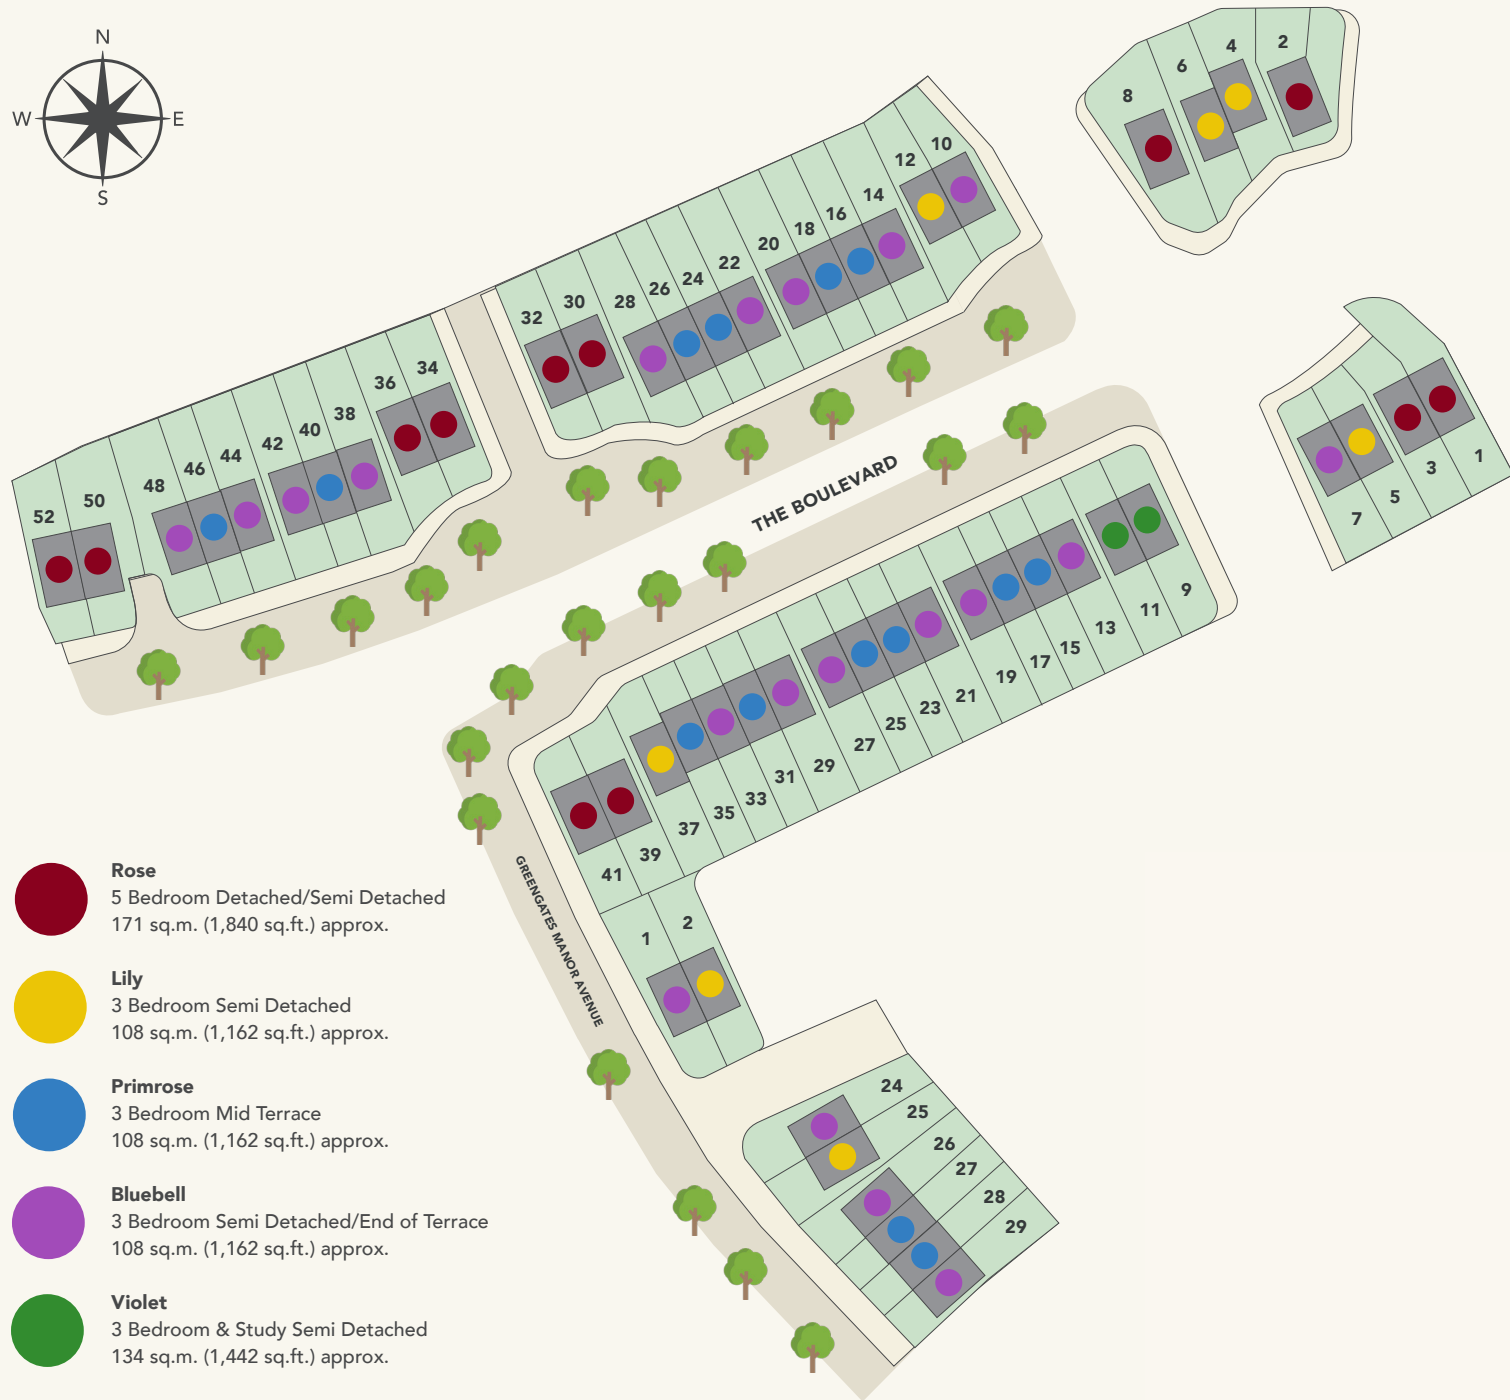 N
W
E
S
8
6
4
2
10
12
14
16
18
20
22
24
26
28
30
32
34
36
38
40
42
44
46
48
50
52
THE BOULEVARD
1
3
5
7
9
11
13
15
17
19
21
23
25
27
29
31
33
35
37
39
41
GREENGATES MANOR AVENUE
1
2
24
25
26
27
28
29
Rose
5 Bedroom Detached/Semi Detached
171 sq.m. (1,840 sq.ft.) approx.
Lily
3 Bedroom Semi Detached
108 sq.m. (1,162 sq.ft.) approx.
Primrose
3 Bedroom Mid Terrace
108 sq.m. (1,162 sq.ft.) approx.
Bluebell
3 Bedroom Semi Detached/End of Terrace
108 sq.m. (1,162 sq.ft.) approx.
Violet
3 Bedroom & Study Semi Detached
134 sq.m. (1,442 sq.ft.) approx.